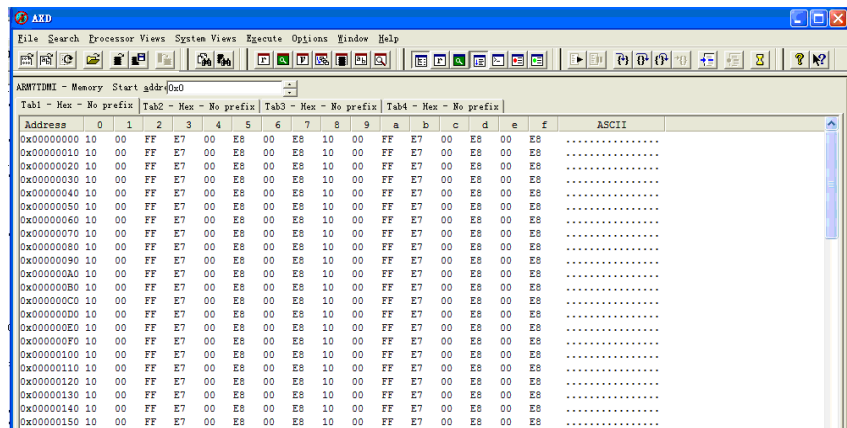 AXD
File Search Processor Views System Views Execute Options Window Help
ARM7TDMI - Memory Start addre 0x0
Tab1 - Hex - No prefix Tab2 - Hex - No prefix Tab3 - Hex - No prefix Tab4 - Hex - No prefix
Address 0 1 2 3 4 5 6 7 8 9 a b c d e f ASCII
0x00000000 10 00 FF E7 00 E8 00 E8 10 00 FF E7 00 E8 00 E8 ................
0x00000010 10 00 FF E7 00 E8 00 E8 10 00 FF E7 00 E8 00 E8 ................
0x00000020 10 00 FF E7 00 E8 00 E8 10 00 FF E7 00 E8 00 E8 ................
0x00000030 10 00 FF E7 00 E8 00 E8 10 00 FF E7 00 E8 00 E8 ................
0x00000040 10 00 FF E7 00 E8 00 E8 10 00 FF E7 00 E8 00 E8 ................
0x00000050 10 00 FF E7 00 E8 00 E8 10 00 FF E7 00 E8 00 E8 ................
0x00000060 10 00 FF E7 00 E8 00 E8 10 00 FF E7 00 E8 00 E8 ................
0x00000070 10 00 FF E7 00 E8 00 E8 10 00 FF E7 00 E8 00 E8 ................
0x00000080 10 00 FF E7 00 E8 00 E8 10 00 FF E7 00 E8 00 E8 ................
0x00000090 10 00 FF E7 00 E8 00 E8 10 00 FF E7 00 E8 00 E8 ................
0x000000A0 10 00 FF E7 00 E8 00 E8 10 00 FF E7 00 E8 00 E8 ................
0x000000B0 10 00 FF E7 00 E8 00 E8 10 00 FF E7 00 E8 00 E8 ................
0x000000C0 10 00 FF E7 00 E8 00 E8 10 00 FF E7 00 E8 00 E8 ................
0x000000D0 10 00 FF E7 00 E8 00 E8 10 00 FF E7 00 E8 00 E8 ................
0x000000E0 10 00 FF E7 00 E8 00 E8 10 00 FF E7 00 E8 00 E8 ................
0x000000F0 10 00 FF E7 00 E8 00 E8 10 00 FF E7 00 E8 00 E8 ................
0x00000100 10 00 FF E7 00 E8 00 E8 10 00 FF E7 00 E8 00 E8 ................
0x00000110 10 00 FF E7 00 E8 00 E8 10 00 FF E7 00 E8 00 E8 ................
0x00000120 10 00 FF E7 00 E8 00 E8 10 00 FF E7 00 E8 00 E8 ................
0x00000130 10 00 FF E7 00 E8 00 E8 10 00 FF E7 00 E8 00 E8 ................
0x00000140 10 00 FF E7 00 E8 00 E8 10 00 FF E7 00 E8 00 E8 ................
0x00000150 10 00 FF E7 00 E8 00 E8 10 00 FF E7 00 E8 00 E8 ................